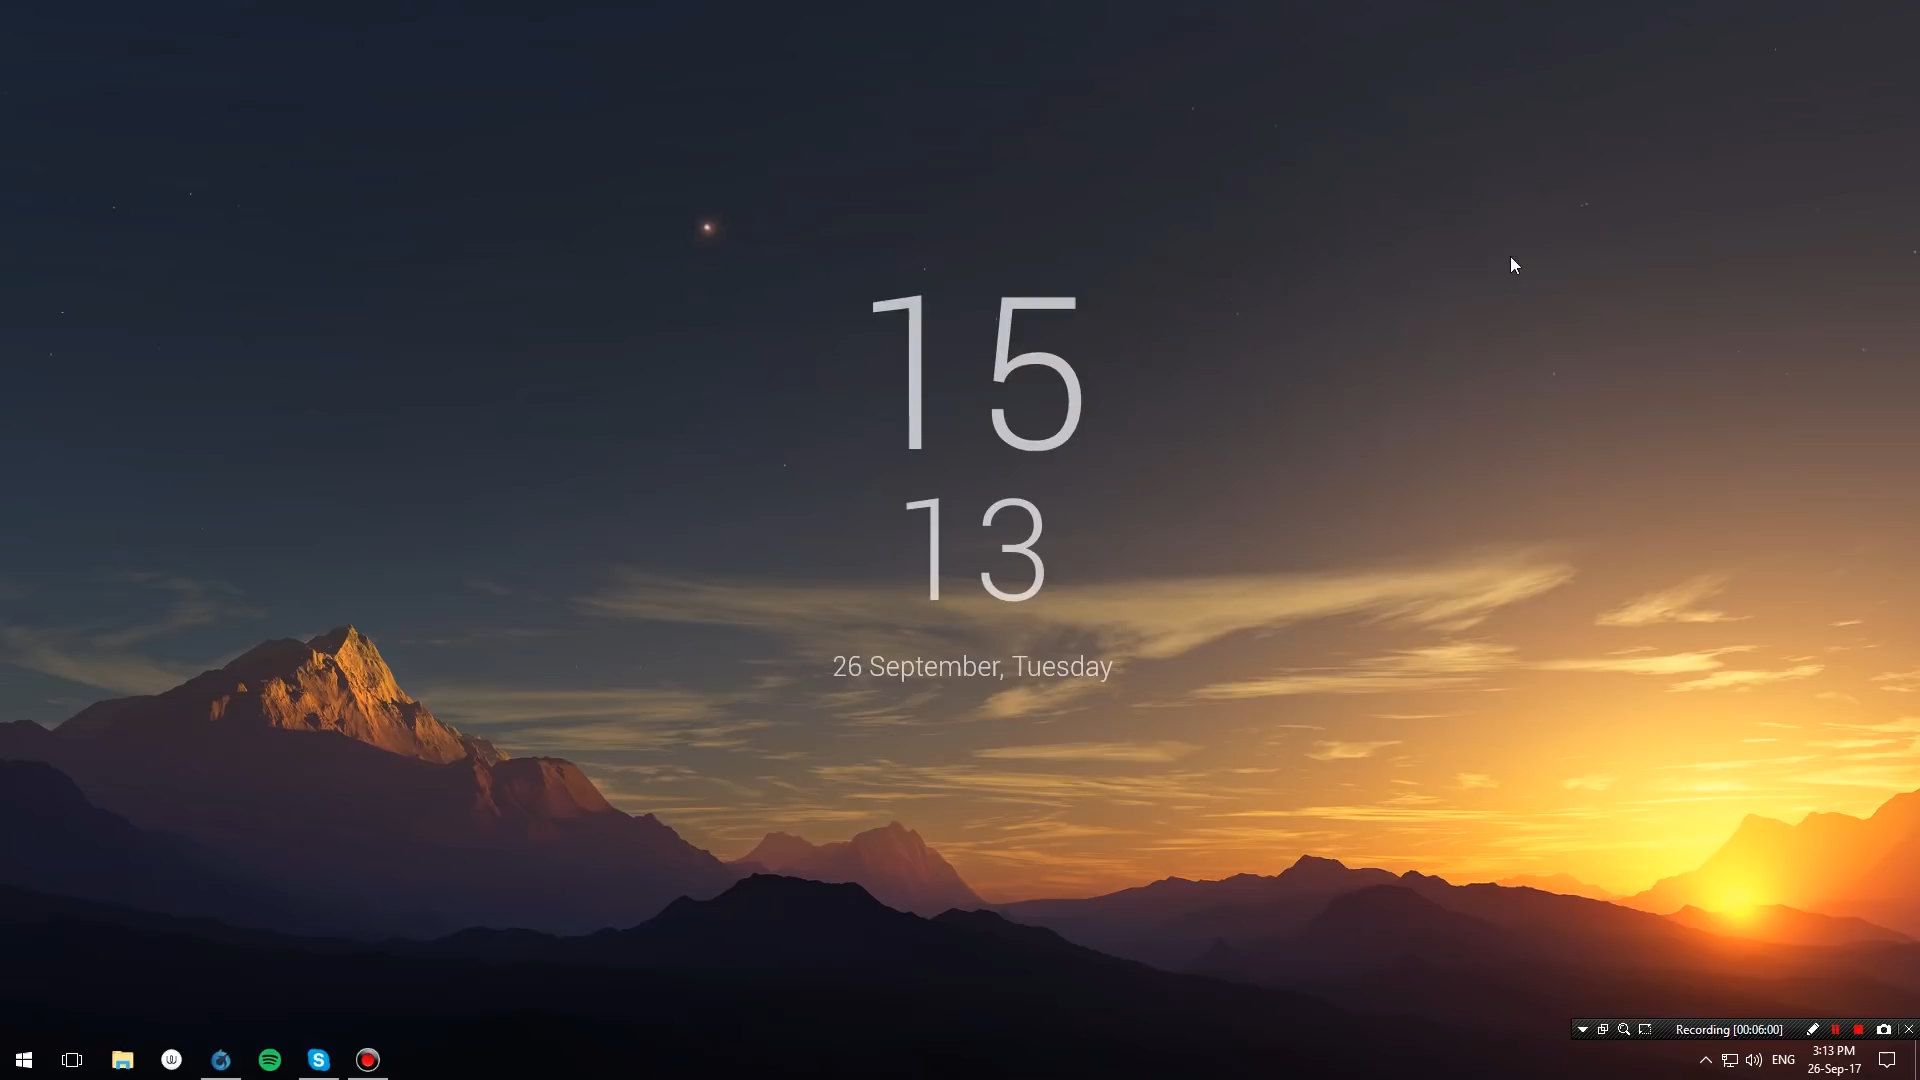 15
13
26 September, Tuesday
Recording [00:06:00]
ENG
3:13 PM
26-Sep-17